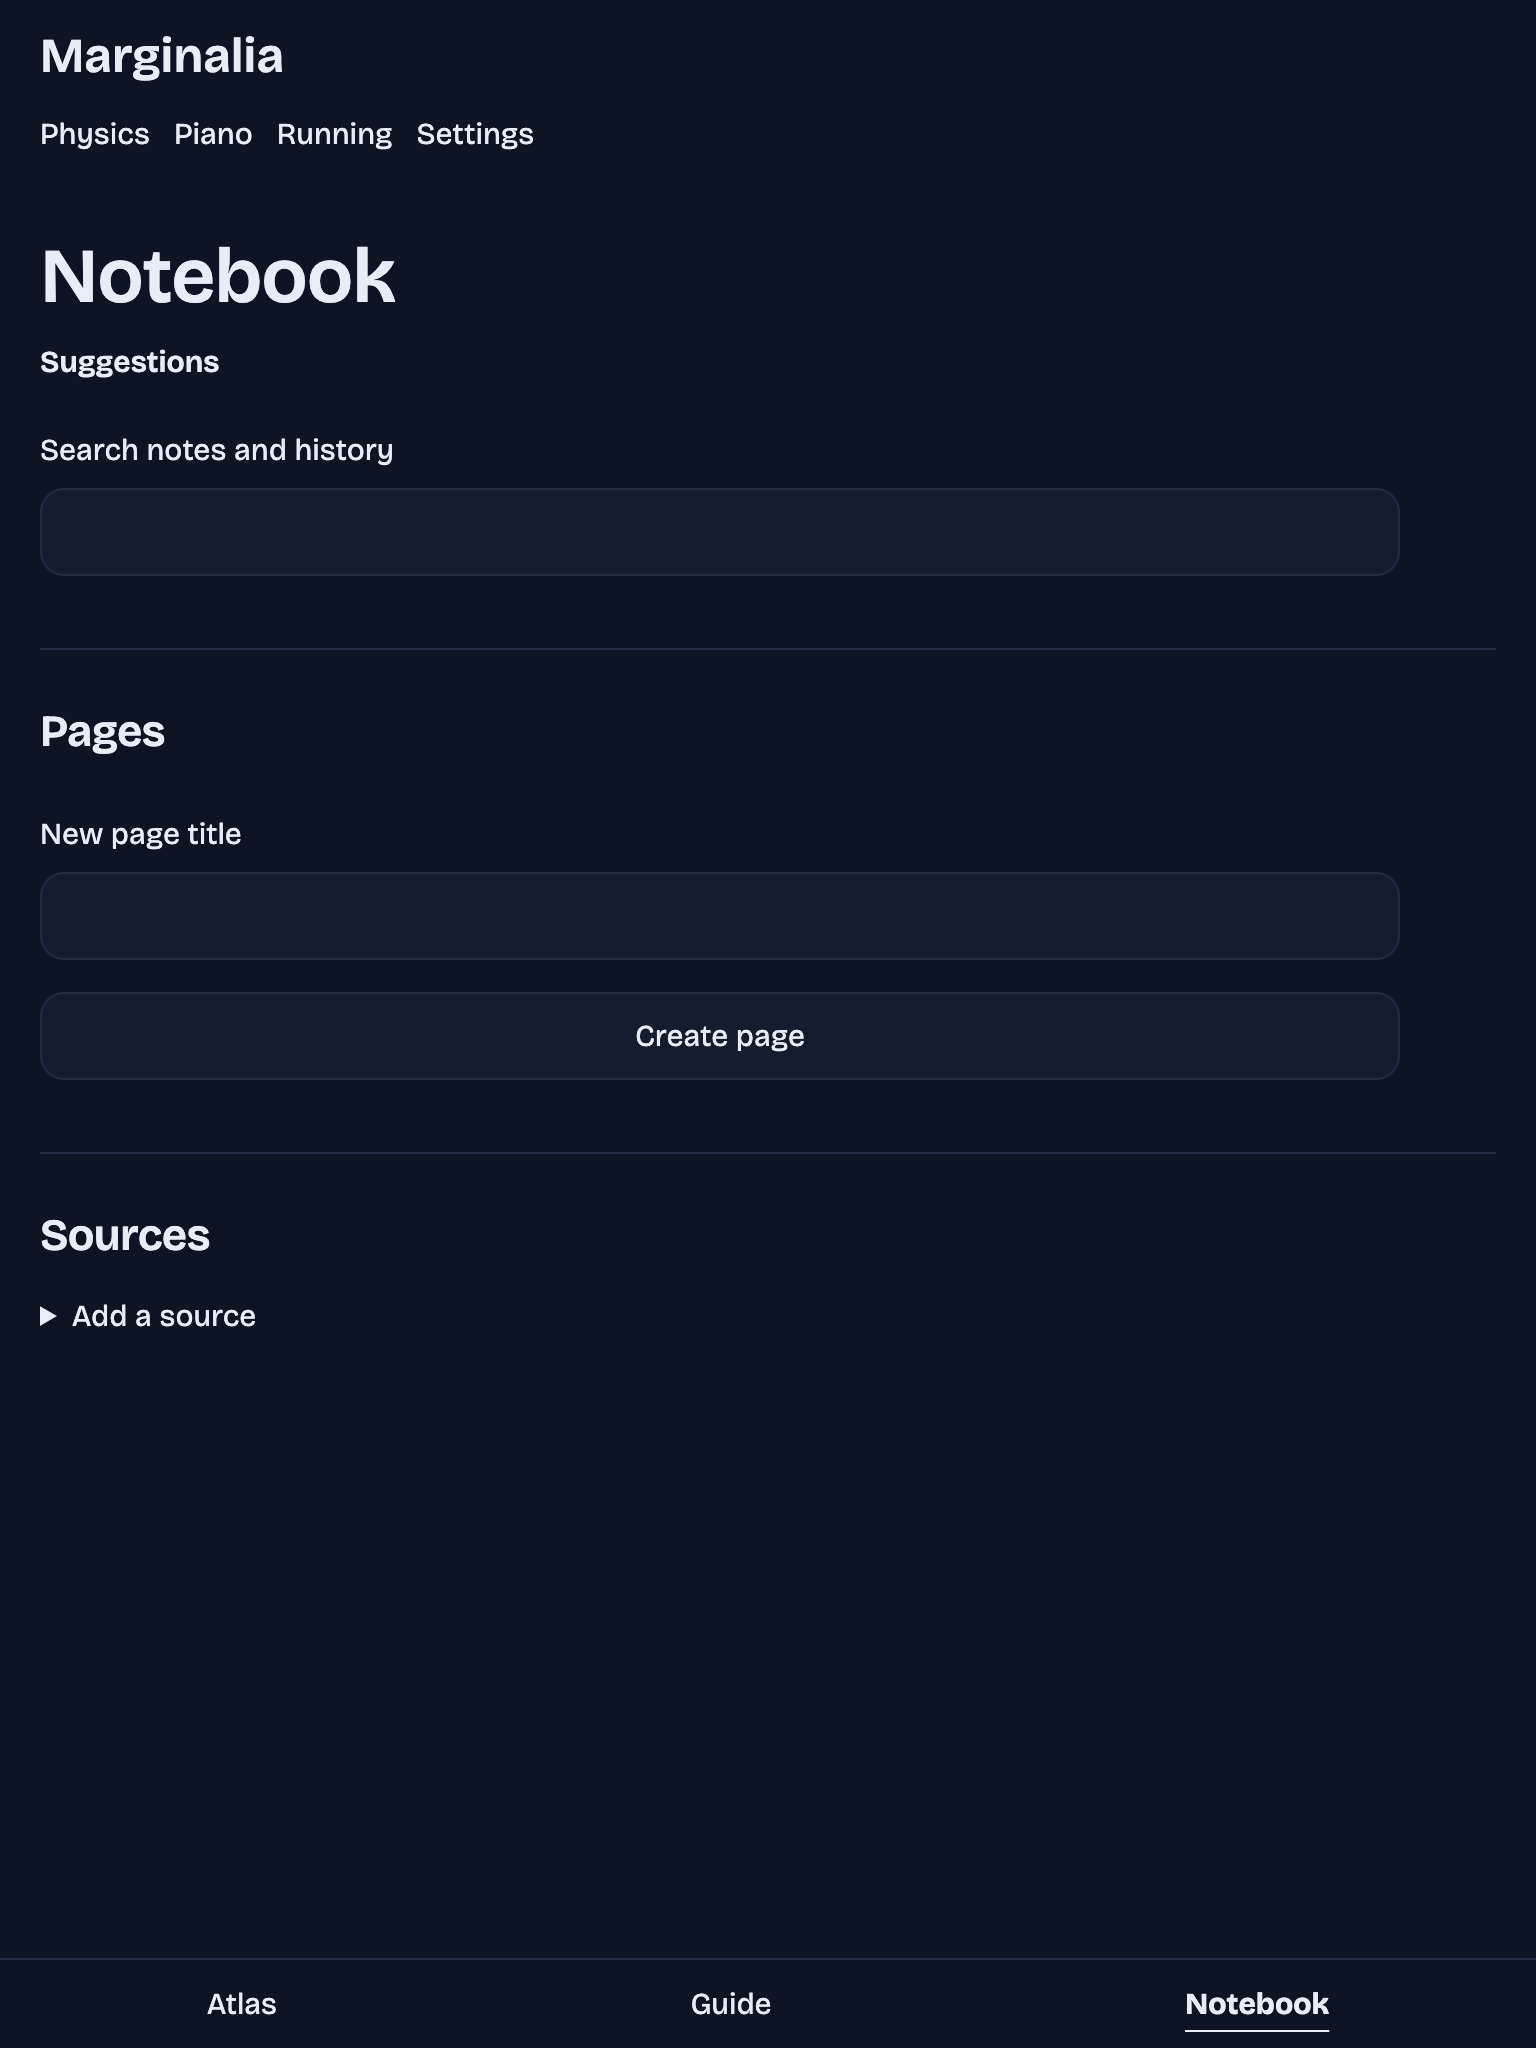 Marginalia
Physics Piano Running Settings
Notebook
Suggestions
Search notes and history
Pages
New page title
Create page
Sources
Add a source
Atlas Guide Notebook